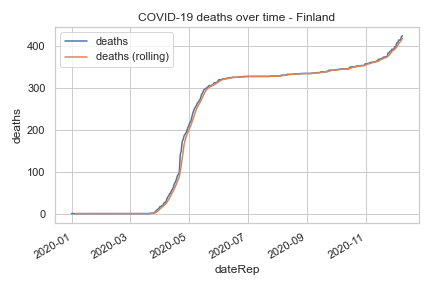 COVID-19 deaths over time - Finland
deaths
deaths (rolling)
400
300
200
100
0
deaths
2020-01
2020-03
2020-05
2020-07
2020-09
2020-11
dateRep